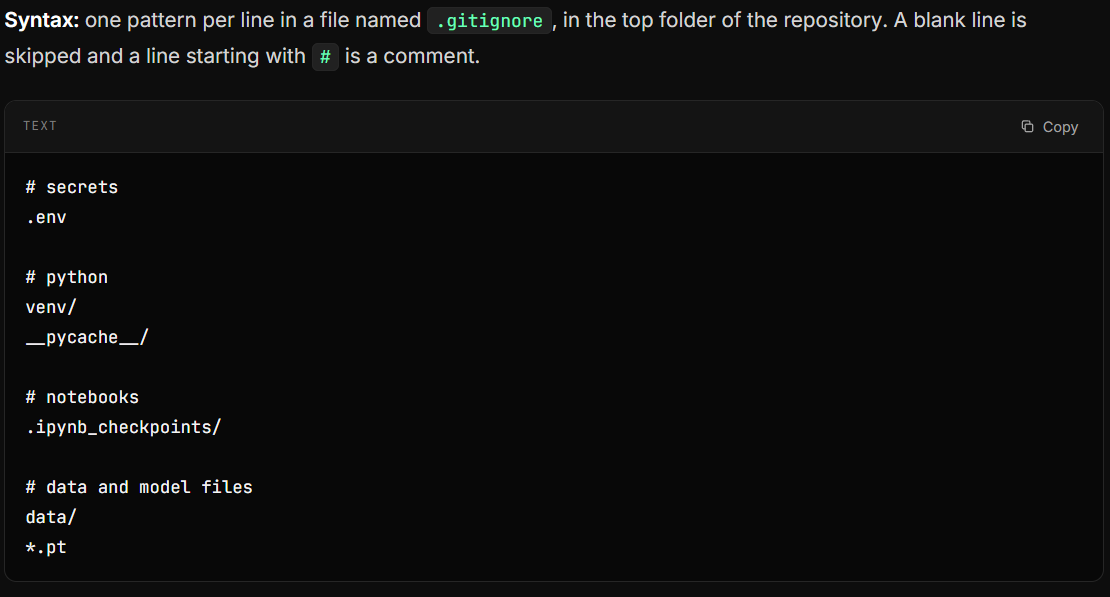 Syntax: one pattern per line in a file named .gitignore, in the top folder of the repository. A blank line is
skipped and a line starting with # is a comment.
TEXT
Copy
# secrets
.env
# python
venv/
__pycache__/
# notebooks
.ipynb_checkpoints/
# data and model files
data/
*.pt